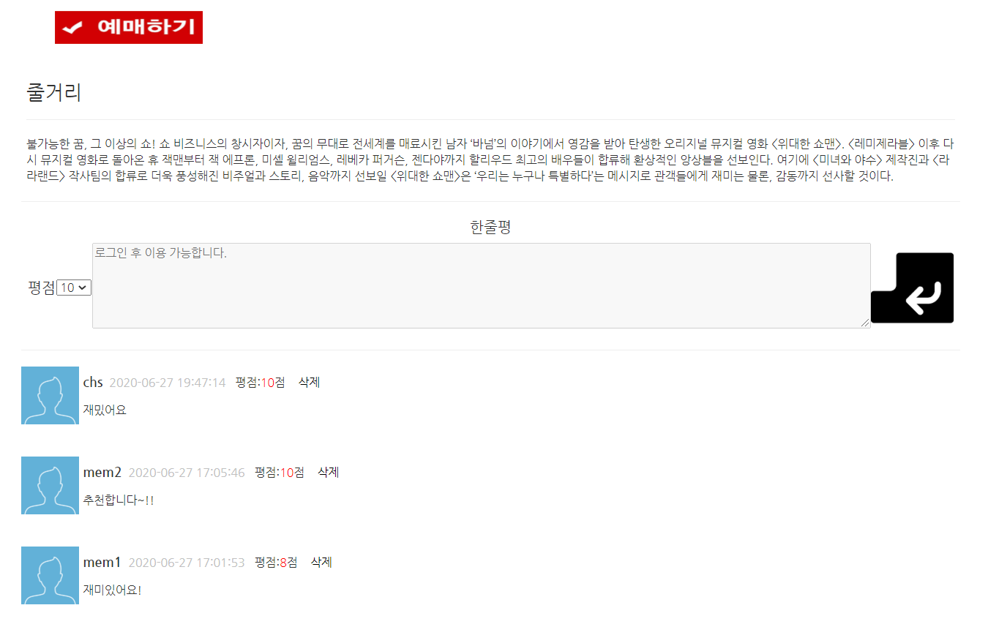 예매하기
줄거리
불가능한 꿈, 그 이상의 쇼! 쇼 비즈니스의 창시자이자, 꿈의 무대로 전세계를 매료시킨 남자 ‘바넘’의 이야기에서 영감을 받아 탄생한 오리지널 뮤지컬 영화 <위대한 쇼맨>. <레미제라블> 이후 다
시 뮤지컬 영화로 돌아온 휴 잭맨부터 잭 에프론, 미셸 윌리엄스, 레베카 퍼거슨, 젠다야까지 할리우드 최고의 배우들이 합류해 환상적인 앙상블을 선보인다. 여기에 <미녀와 야수> 제작진과 <라
라랜드> 작사팀의 합류로 더욱 풍성해진 비주얼과 스토리, 음악까지 선보일 <위대한 쇼맨>은 ‘우리는 누구나 특별하다’는 메시지로 관객들에게 재미는 물론, 감동까지 선사할 것이다.
한줄평
로그인 후 이용 가능합니다.
평점 10
chs 2020-06-27 19:47:14 평점:10점 삭제
재밌어요
mem2 2020-06-27 17:05:46 평점:10점 삭제
추천합니다~!!
mem1 2020-06-27 17:01:53 평점:8점 삭제
재미있어요!